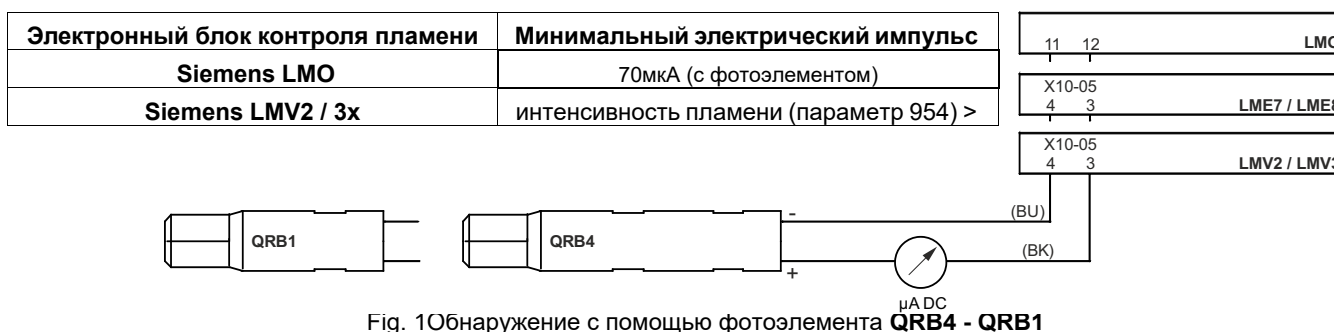 Электронный блок контроля пламени Минимальный электрический импульс
Siemens LMO 70мкА (с фотоэлементом)
Siemens LMV2 / 3x интенсивность пламени (параметр 954) >
11 12
X10-05
4 3 LME7 / LME8
X10-05
4 3 LMV2 / LMV3
QRB1
QRB4
-
+
(BU)
(BK)
µA DC
Fig. 1Обнаружение с помощью фотоэлемента QRB4 - QRB1